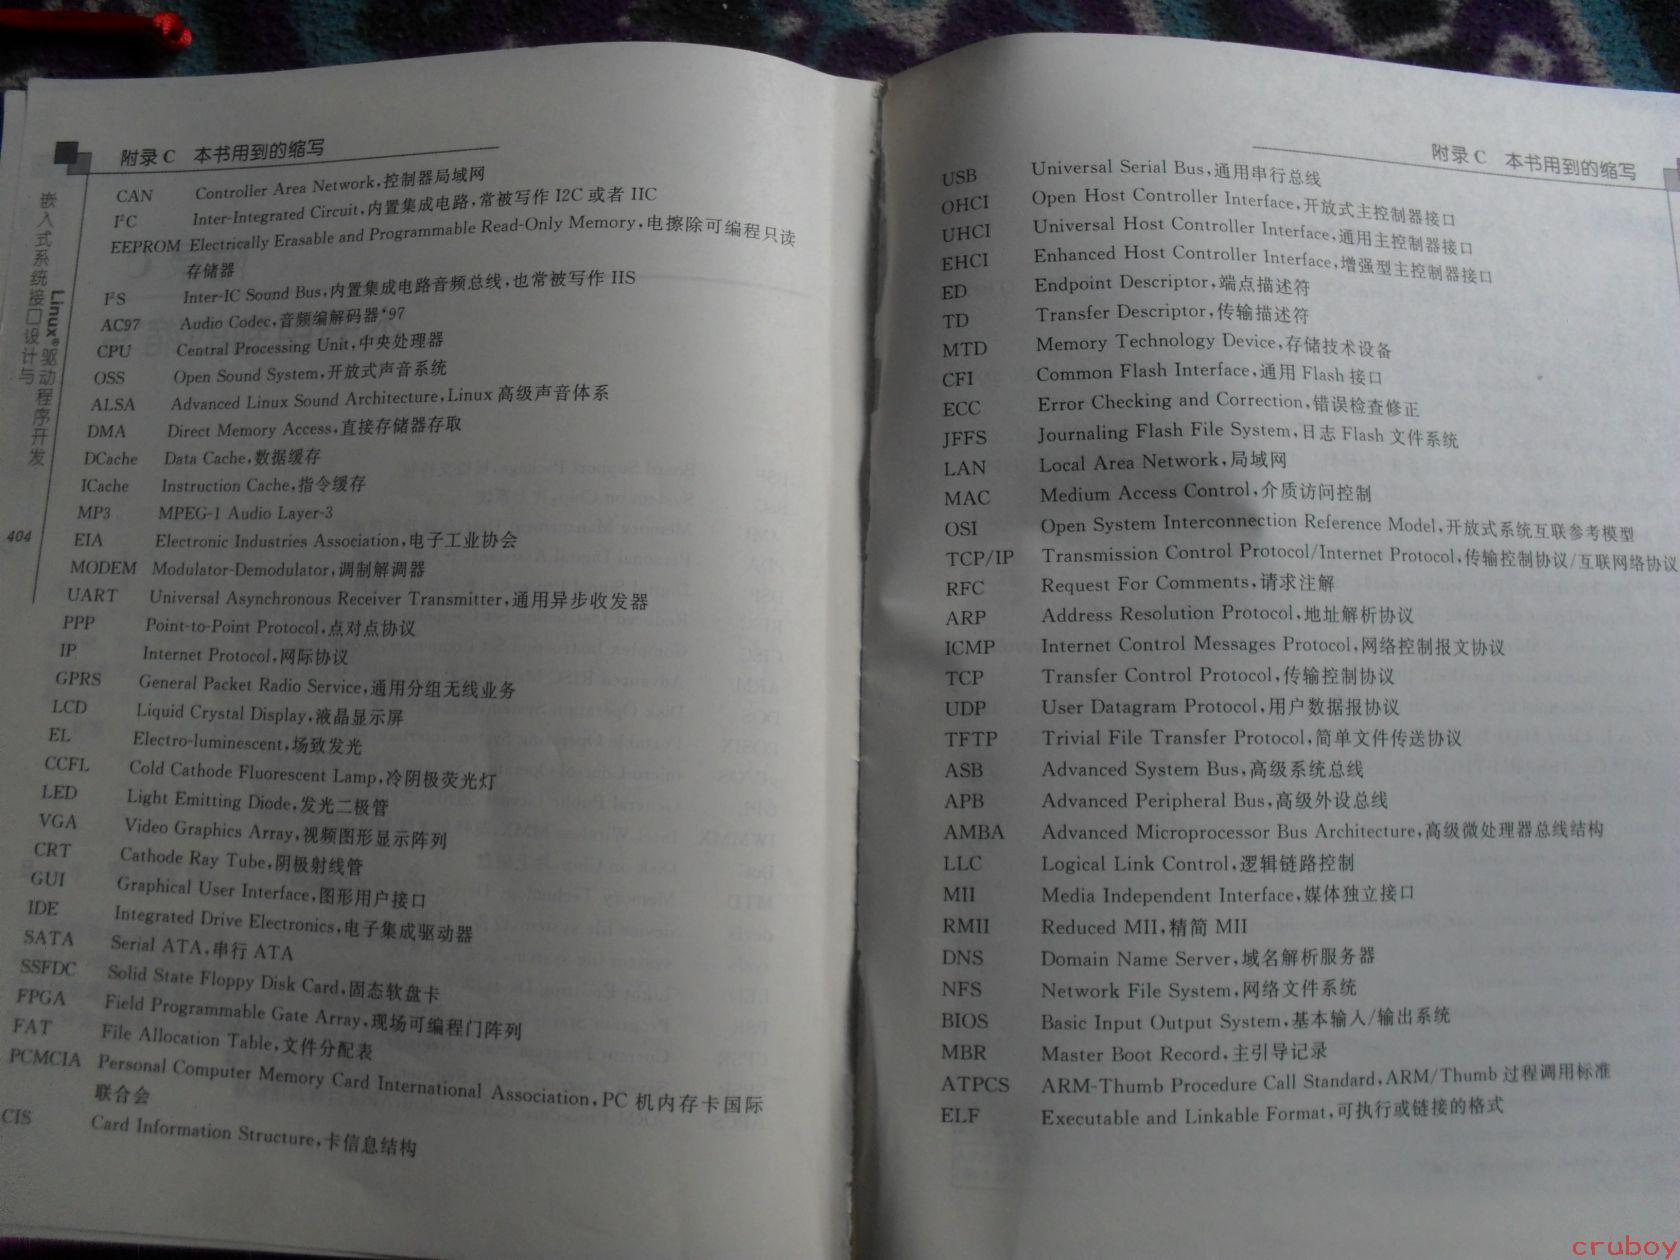 附录 C 本书用到的缩写
CAN Controller Area Network,控制器局域网
I²C Inter-Integrated Circuit,内置集成电路,常被写作 I2C 或者 IIC
EEPROM Electrically Erasable and Programmable Read-Only Memory,电擦除可编程只读
存储器
I²S Inter-IC Sound Bus,内置集成电路音频总线,也常被写作 IIS
AC97 Audio Codec,音频编解码器'97
CPU Central Processing Unit,中央处理器
OSS Open Sound System,开放式声音系统
ALSA Advanced Linux Sound Architecture,Linux 高级声音体系
DMA Direct Memory Access,直接存储器存取
DCache Data Cache,数据缓存
ICache Instruction Cache,指令缓存
MP3 MPEG-1 Audio Layer-3
EIA Electronic Industries Association,电子工业协会
MODEM Modulator-Demodulator,调制解调器
UART Universal Asynchronous Receiver Transmitter,通用异步收发器
PPP Point-to-Point Protocol,点对点协议
IP Internet Protocol,网际协议
GPRS General Packet Radio Service,通用分组无线业务
LCD Liquid Crystal Display,液晶显示屏
EL Electro-luminescent,场致发光
CCFL Cold Cathode Fluorescent Lamp,冷阴极荧光灯
LED Light Emitting Diode,发光二极管
VGA Video Graphics Array,视频图形显示阵列
CRT Cathode Ray Tube,阴极射线管
GUI Graphical User Interface,图形用户接口
IDE Integrated Drive Electronics,电子集成驱动器
SATA Serial ATA,串行 ATA
SSFDC Solid State Floppy Disk Card,固态软盘卡
FPGA Field Programmable Gate Array,现场可编程门阵列
FAT File Allocation Table,文件分配表
PCMCIA Personal Computer Memory Card International Association,PC 机内存卡国际
联合会
CIS Card Information Structure,卡信息结构
嵌入式系统接口设计与
Linux®驱动程序开发
404
附录 C 本书用到的缩写
USB Universal Serial Bus,通用串行总线
OHCI Open Host Controller Interface,开放式主控制器接口
UHCI Universal Host Controller Interface,通用主控制器接口
EHCI Enhanced Host Controller Interface,增强型主控制器接口
ED Endpoint Descriptor,端点描述符
TD Transfer Descriptor,传输描述符
MTD Memory Technology Device,存储技术设备
CFI Common Flash Interface,通用 Flash 接口
ECC Error Checking and Correction,错误检查修正
JFFS Journaling Flash File System,日志 Flash 文件系统
LAN Local Area Network,局域网
MAC Medium Access Control,介质访问控制
OSI Open System Interconnection Reference Model,开放式系统互联参考模型
TCP/IP Transmission Control Protocol/Internet Protocol,传输控制协议/互联网络协议
RFC Request For Comments,请求注解
ARP Address Resolution Protocol,地址解析协议
ICMP Internet Control Messages Protocol,网络控制报文协议
TCP Transfer Control Protocol,传输控制协议
UDP User Datagram Protocol,用户数据报协议
TFTP Trivial File Transfer Protocol,简单文件传送协议
ASB Advanced System Bus,高级系统总线
APB Advanced Peripheral Bus,高级外设总线
AMBA Advanced Microprocessor Bus Architecture,高级微处理器总线结构
LLC Logical Link Control,逻辑链路控制
MII Media Independent Interface,媒体独立接口
RMII Reduced MII,精简 MII
DNS Domain Name Server,域名解析服务器
NFS Network File System,网络文件系统
BIOS Basic Input Output System,基本输入/输出系统
MBR Master Boot Record,主引导记录
ATPCS ARM-Thumb Procedure Call Standard,ARM/Thumb 过程调用标准
ELF Executable and Linkable Format,可执行或链接的格式
cruboy